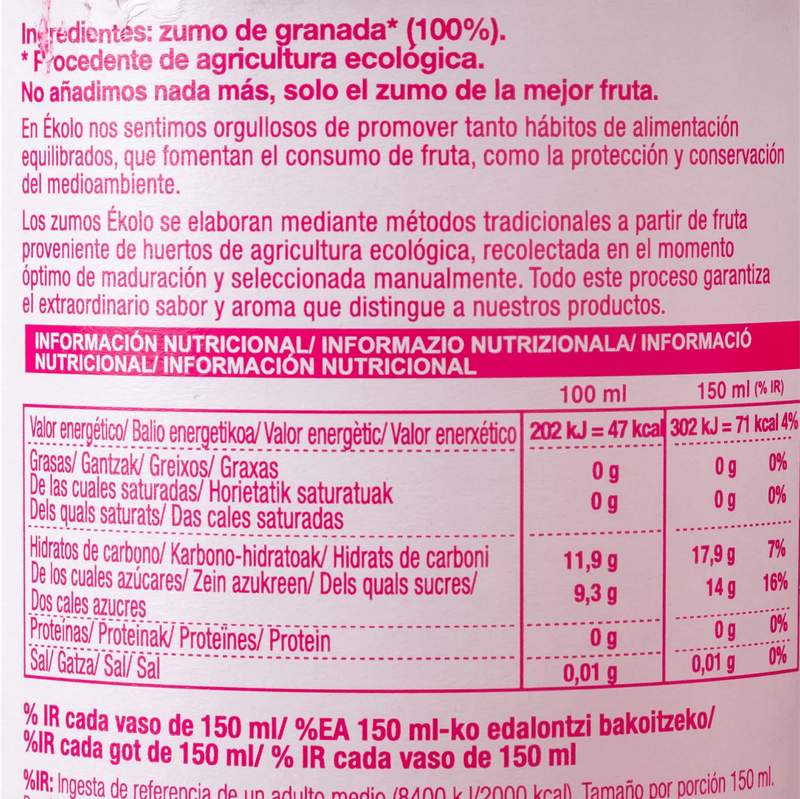 Ingredientes: zumo de granada* (100%).
* Procedente de agricultura ecológica.
No añadimos nada más, solo el zumo de la mejor fruta.
En Ékolo nos sentimos orgullosos de promover tanto hábitos de alimentación
equilibrados, que fomentan el consumo de fruta, como la protección y conservación
del medioambiente.
Los zumos Ékolo se elaboran mediante métodos tradicionales a partir de fruta
proveniente de huertos de agricultura ecológica, recolectada en el momento
óptimo de maduración y seleccionada manualmente. Todo este proceso garantiza
el extraordinario sabor y aroma que distingue a nuestros productos.
INFORMACIÓN NUTRICIONAL/ INFORMAZIO NUTRIZIONALA/ INFORMACIÓ
NUTRICIONAL/ INFORMACIÓN NUTRICIONAL
100 ml 150 ml (% IR)
Valor energético/ Balio energetikoa/ Valor energètic/ Valor enerxético 202 kJ = 47 kcal 302 kJ = 71 kcal 4%
Grasas/ Gantzak/ Greixos/ Graxas 0 g 0 g 0%
De las cuales saturadas/ Horietatik saturatuak 0 g 0 g 0%
Dels quals saturats/ Das cales saturadas
Hidratos de carbono/ Karbono-hidratoak/ Hidrats de carboni 11,9 g 17,9 g 7%
De los cuales azúcares/ Zein azukreen/ Dels quals sucres/ 9,3 g 14 g 16%
Dos cales azucres
Proteínas/ Proteinak/ Proteïnes/ Protein 0 g 0 g 0%
Sal/ Gatza/ Sal/ Sal 0,01 g 0,01 g 0%
% IR cada vaso de 150 ml/ %EA 150 ml-ko edalontzi bakoitzeko/
%IR cada got de 150 ml/ % IR cada vaso de 150 ml
%IR: Ingesta de referencia de un adulto medio (8400 kJ/2000 kcal). Tamaño por porción 150 ml.